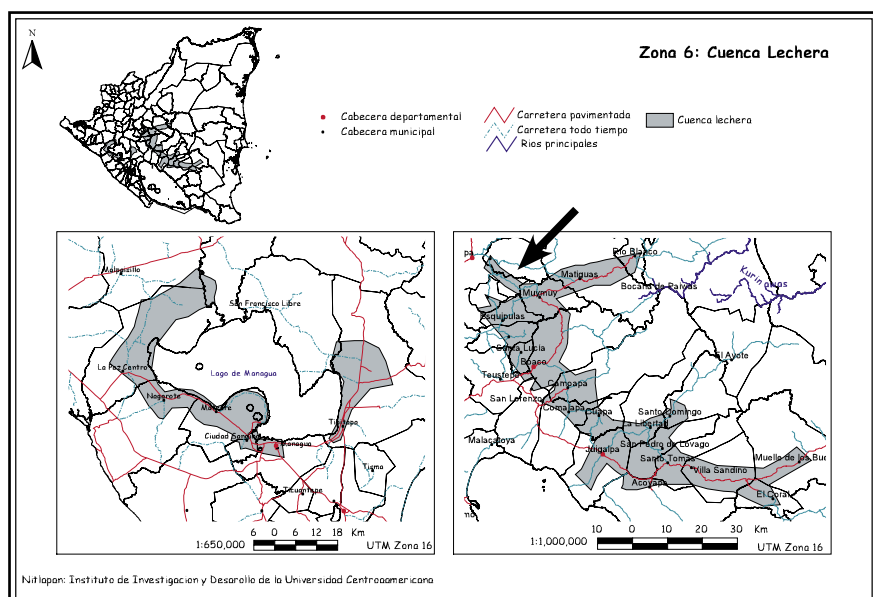 N
Zona 6: Cuenca Lechera
Cabecera departamental
Cabecera municipal
Carretera pavimentada
Carretera todo tiempo
Rios principales
Cuenca lechera
Malpaisillo
San Francisco Libre
La Paz Centro
Lago de Managua
Nagarote
Mateare
Ciudad Sandino
Managua
Tipitapa
Tisma
Ticuantepe
1:650,000
6 0 6 12 18 Km
UTM Zona 16
pa
Rio Blanco
Matiguas
Muymuy
Bocana de Paiwas
Kurin
Esquipulas
Santa Lucia
Boaco
El Ayote
Teustepe
San Lorenzo
Camoapa
Comalapa
Cuapa
Santo Domingo
La Libertad
Malacatoya
Juigalpa
San Pedro de Lovago
Santo Tomas
Muelle de los Bue
Villa Sandino
Acoyapa
El Coral
na
1:1,000,000
10 0 10 20 30 Km
UTM Zona 16
Nitlapan: Instituto de Investigacion y Desarollo de la Universidad Centroamericana